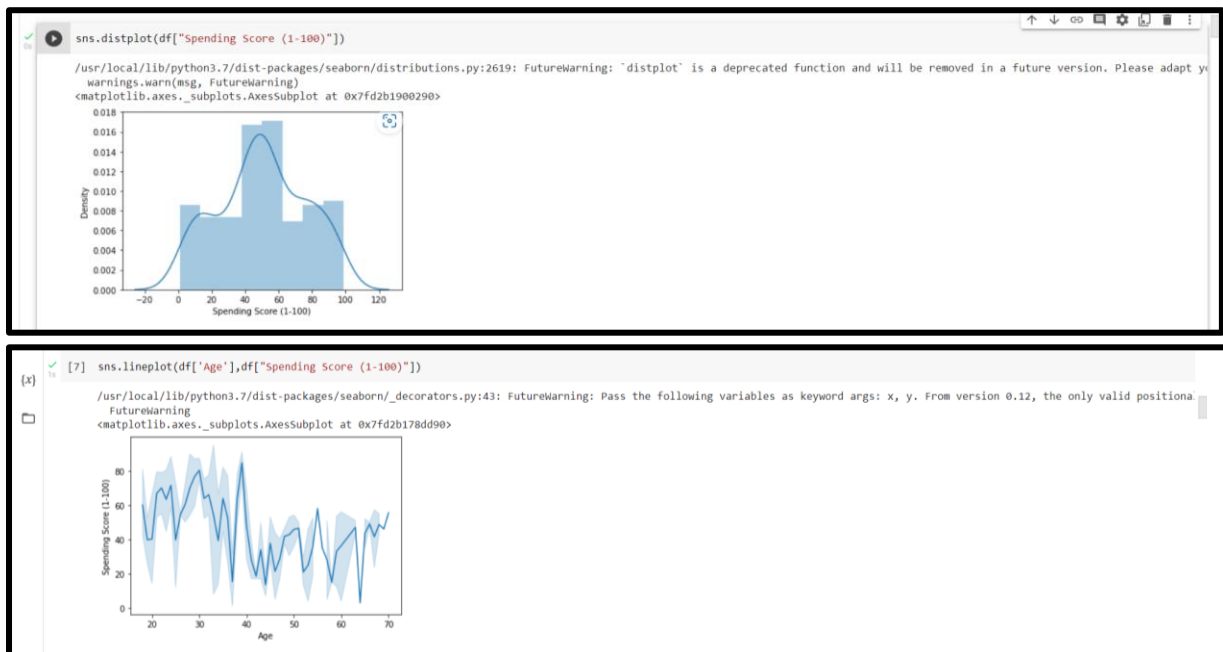 sns.distplot(df["Spending Score (1-100)"])
0s
/usr/local/lib/python3.7/dist-packages/seaborn/distributions.py:2619: FutureWarning: `distplot` is a deprecated function and will be removed in a future version. Please adapt
warnings.warn(msg, FutureWarning)
<matplotlib.axes._subplots.AxesSubplot at 0x7fd2b1900290>
0.018
0.016
0.014
0.012
0.010
0.008
0.006
0.004
0.002
0.000
Density
−20 0 20 40 60 80 100 120
Spending Score (1-100)
{x}
1s
[7] sns.lineplot(df['Age'],df["Spending Score (1-100)"])
/usr/local/lib/python3.7/dist-packages/seaborn/_decorators.py:43: FutureWarning: Pass the following variables as keyword args: x, y. From version 0.12, the only valid positional
FutureWarning
<matplotlib.axes._subplots.AxesSubplot at 0x7fd2b178dd90>
80
60
40
20
0
Spending Score (1-100)
20 30 40 50 60 70
Age